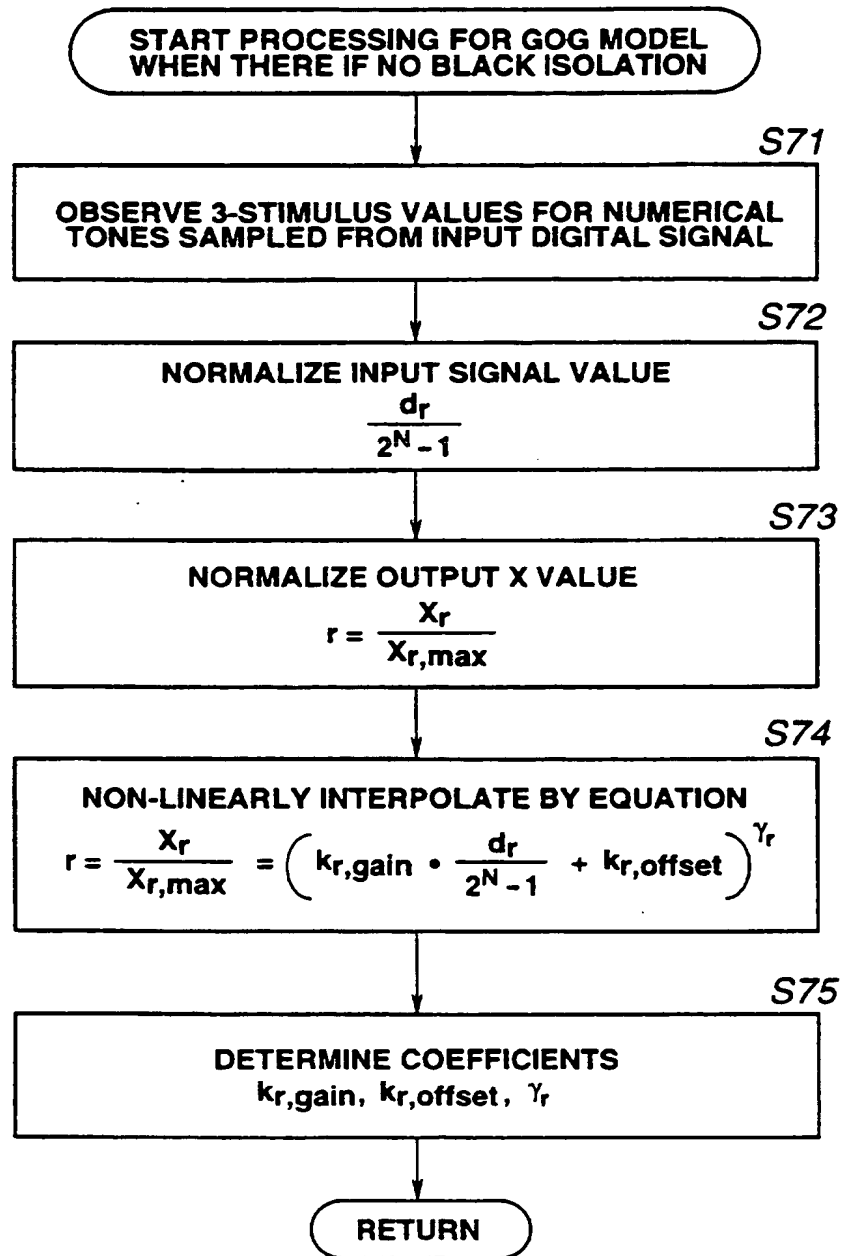 START PROCESSING FOR GOG MODEL
WHEN THERE IF NO BLACK ISOLATION
S71
OBSERVE 3-STIMULUS VALUES FOR NUMERICAL
TONES SAMPLED FROM INPUT DIGITAL SIGNAL
S72
NORMALIZE INPUT SIGNAL VALUE
dr / 2^N - 1
S73
NORMALIZE OUTPUT X VALUE
r = Xr / Xr,max
S74
NON-LINEARLY INTERPOLATE BY EQUATION
r = Xr / Xr,max = ( kr,gain • dr / 2^N - 1 + kr,offset )^γr
S75
DETERMINE COEFFICIENTS
kr,gain, kr,offset, γr
RETURN